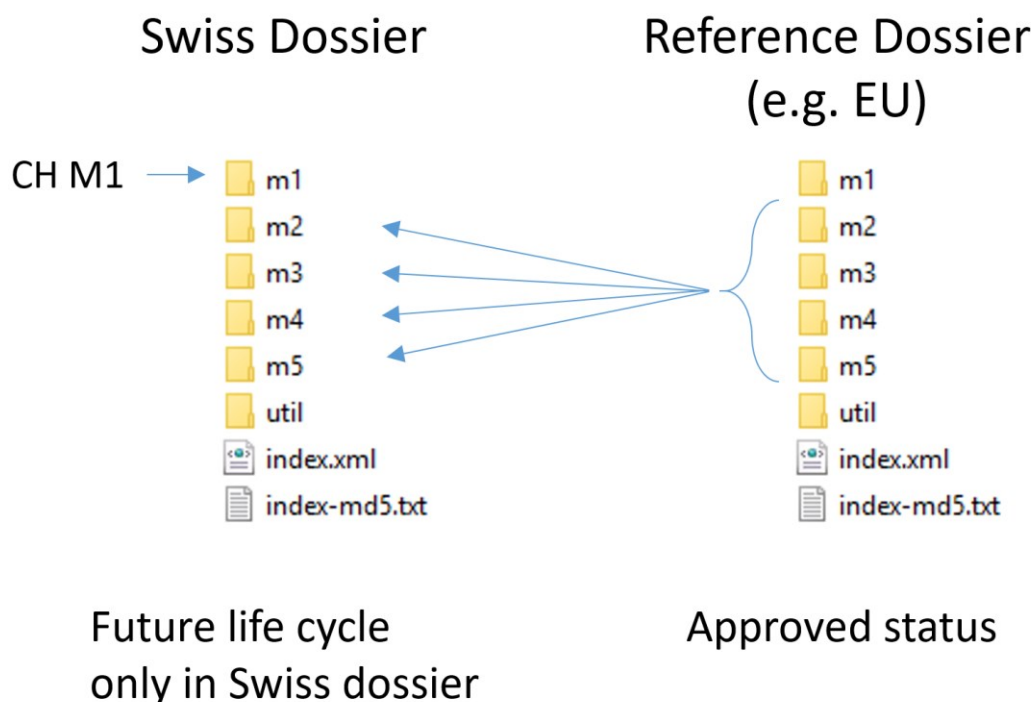 Swiss Dossier
Reference Dossier
(e.g. EU)
CH M1
m1
m2
m3
m4
m5
util
index.xml
index-md5.txt
m1
m2
m3
m4
m5
util
index.xml
index-md5.txt
Future life cycle
only in Swiss dossier
Approved status